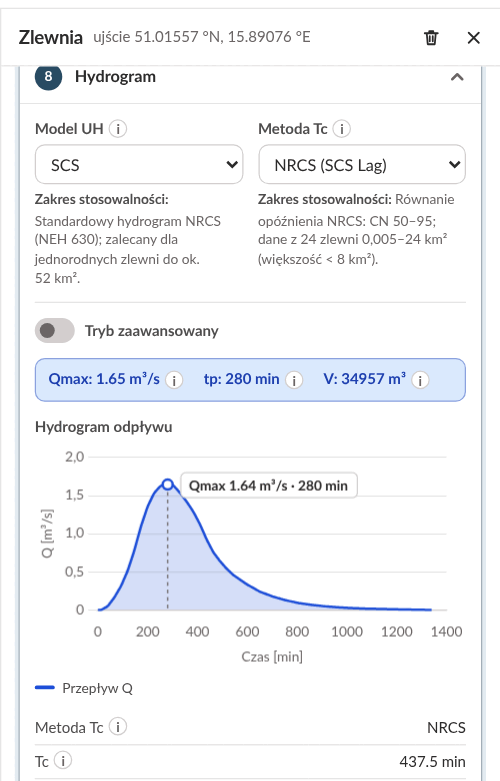 Zlewnia ujście 51.01557 °N, 15.89076 °E
8 Hydrogram
Model UH i
Metoda Tc i
SCS
NRCS (SCS Lag)
Zakres stosowalności:
Standardowy hydrogram NRCS
(NEH 630); zalecany dla
jednorodnych zlewni do ok.
52 km².
Zakres stosowalności: Równanie
opóźnienia NRCS: CN 50–95;
dane z 24 zlewni 0,005–24 km²
(większość < 8 km²).
Tryb zaawansowany
Qmax: 1.65 m³/s i tp: 280 min i V: 34957 m³ i
Hydrogram odpływu
2,0
Qmax 1.64 m³/s · 280 min
1,5
1,0
0,5
0
Q [m³/s]
0 200 400 600 800 1000 1200 1400
Czas [min]
Przepływ Q
Metoda Tc i NRCS
Tc i 437.5 min